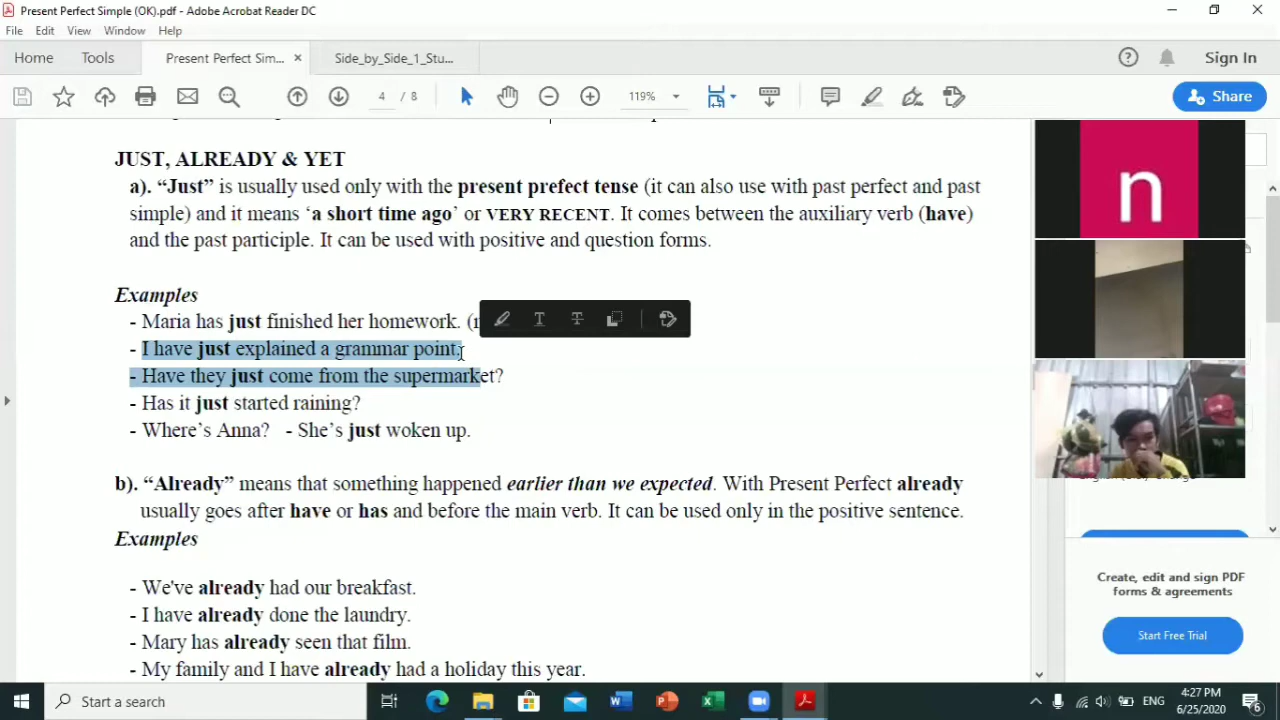 Present Perfect Simple (OK).pdf - Adobe Acrobat Reader DC
File Edit View Window Help
Home Tools Present Perfect Sim... × Side_by_Side_1_Stu... Sign In
4 / 8 119% Share
JUST, ALREADY & YET
a). “Just” is usually used only with the present prefect tense (it can also use with past perfect and past
simple) and it means ‘a short time ago’ or VERY RECENT. It comes between the auxiliary verb (have)
and the past participle. It can be used with positive and question forms.
Examples
- Maria has just finished her homework.
- I have just explained a grammar point.
- Have they just come from the supermarket?
- Has it just started raining?
- Where’s Anna? - She’s just woken up.
b). “Already” means that something happened earlier than we expected. With Present Perfect already
usually goes after have or has and before the main verb. It can be used only in the positive sentence.
Examples
- We've already had our breakfast.
- I have already done the laundry.
- Mary has already seen that film.
- My family and I have already had a holiday this year.
n
Create, edit and sign PDF
forms & agreements
Start Free Trial
Start a search
ENG
4:27 PM
6/25/2020
6